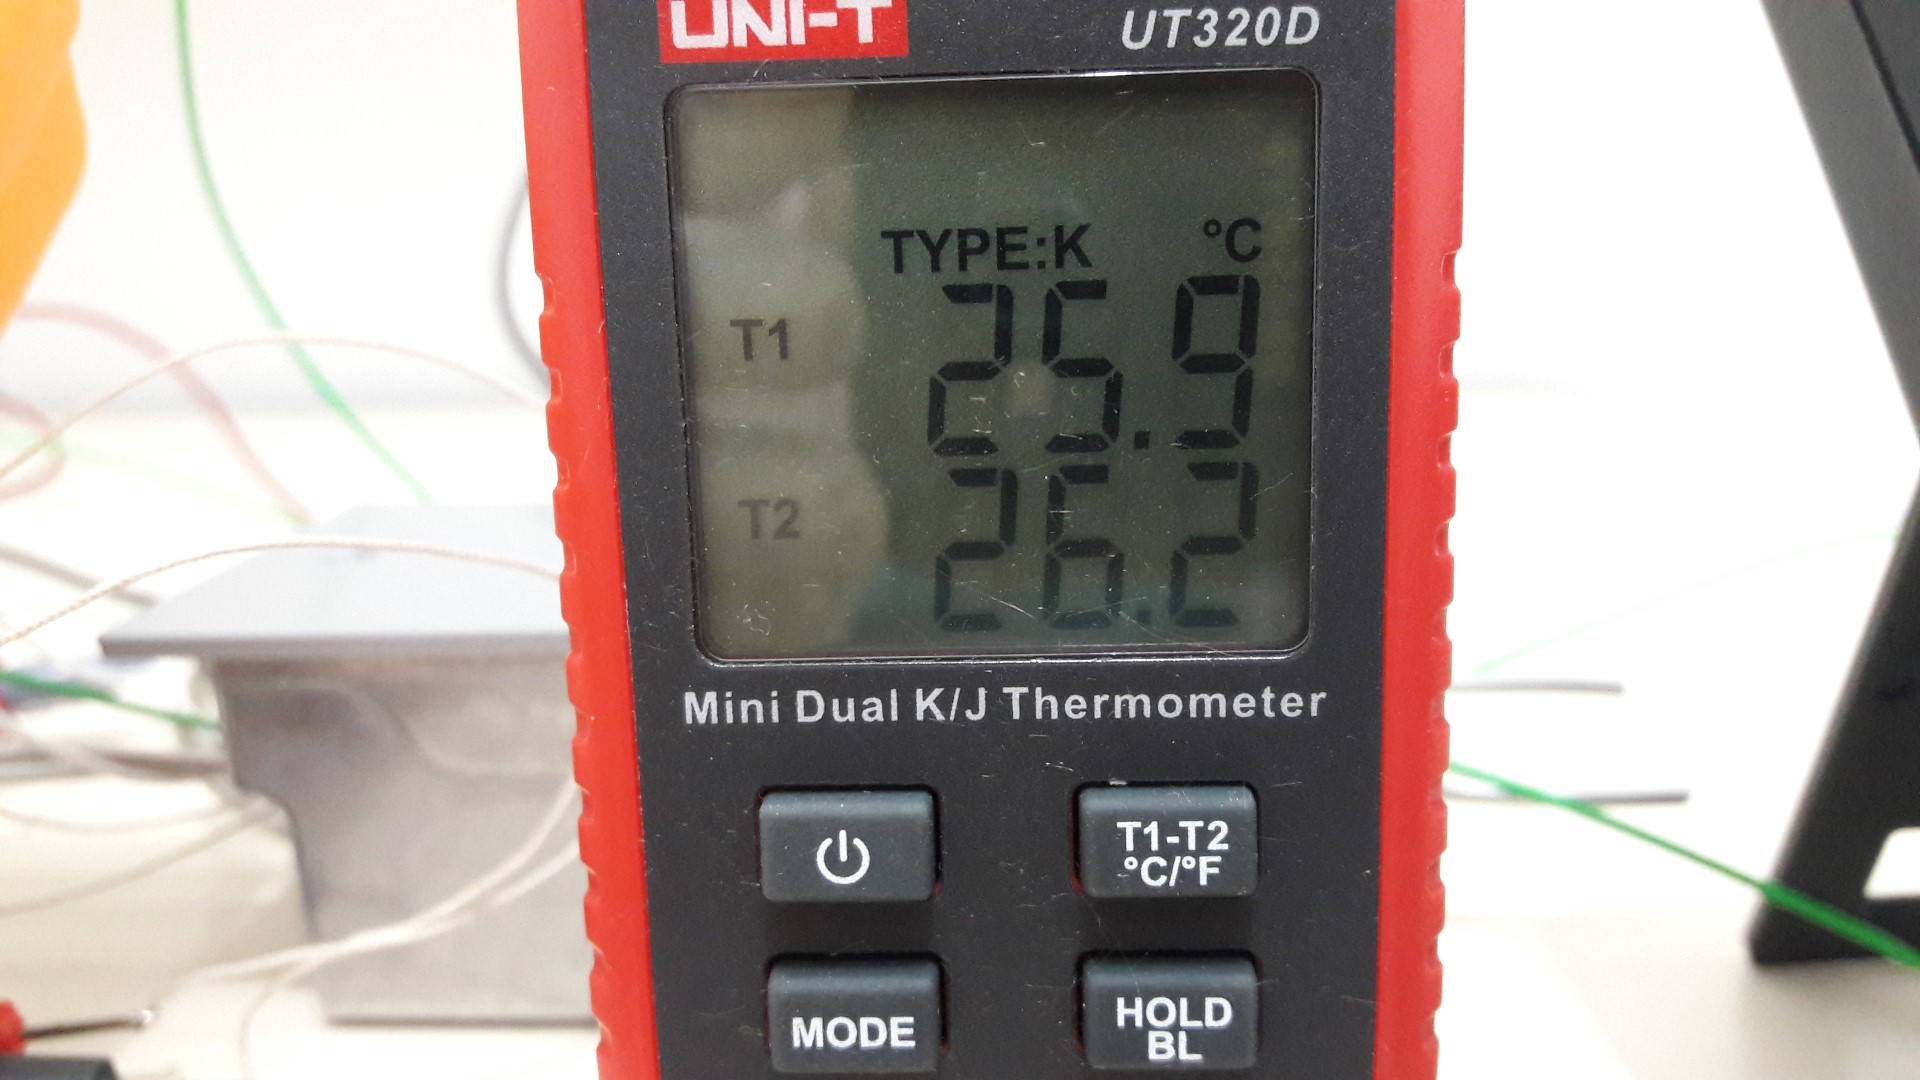 UNI-T UT320D
TYPE:K °C
T1 25.9
T2 26.2
Mini Dual K/J Thermometer
T1-T2
°C/°F
MODE
HOLD
BL